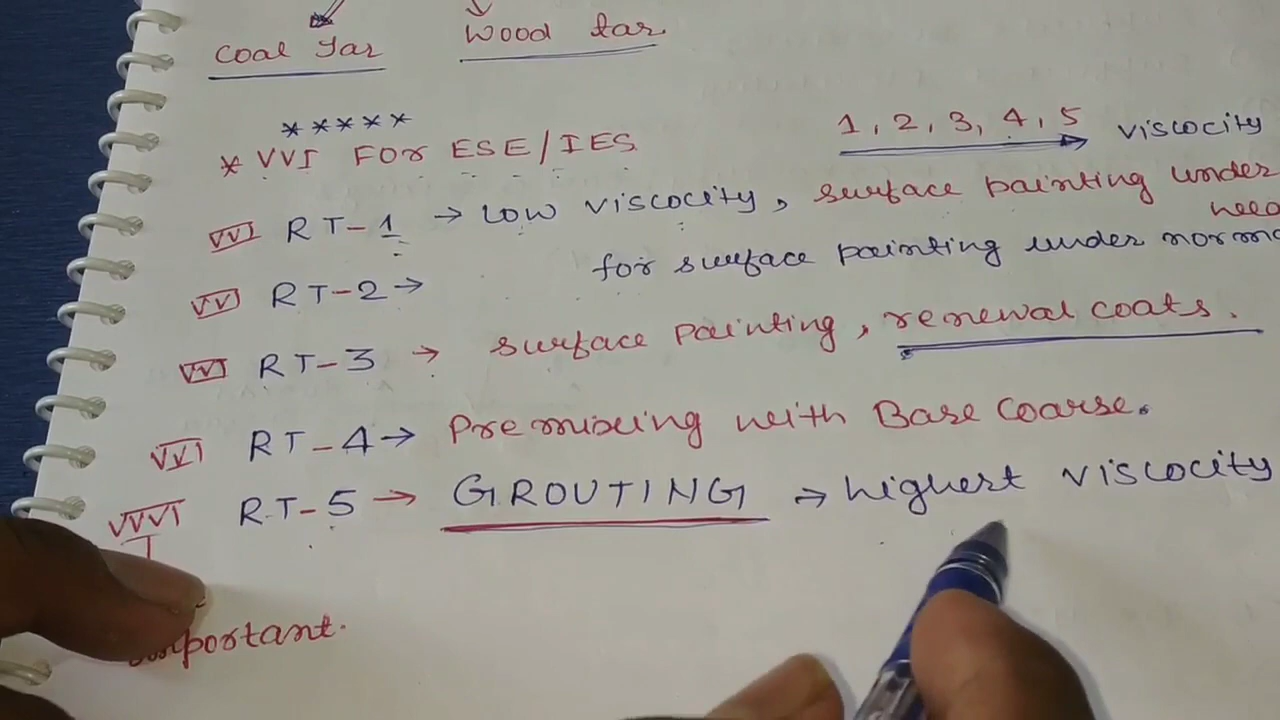 Coal Tar Wood tar
*****
* VVI FOR ESE/IES 1, 2, 3, 4, 5 viscocity
VVI RT-1 → Low viscocity, surface painting under
VVI RT-2 → for surface painting under
VVI RT-3 → surface painting, renewal coats.
VVI RT-4 → Premixing with Base Coarse.
VVVI RT-5 → GROUTING → highest viscocity